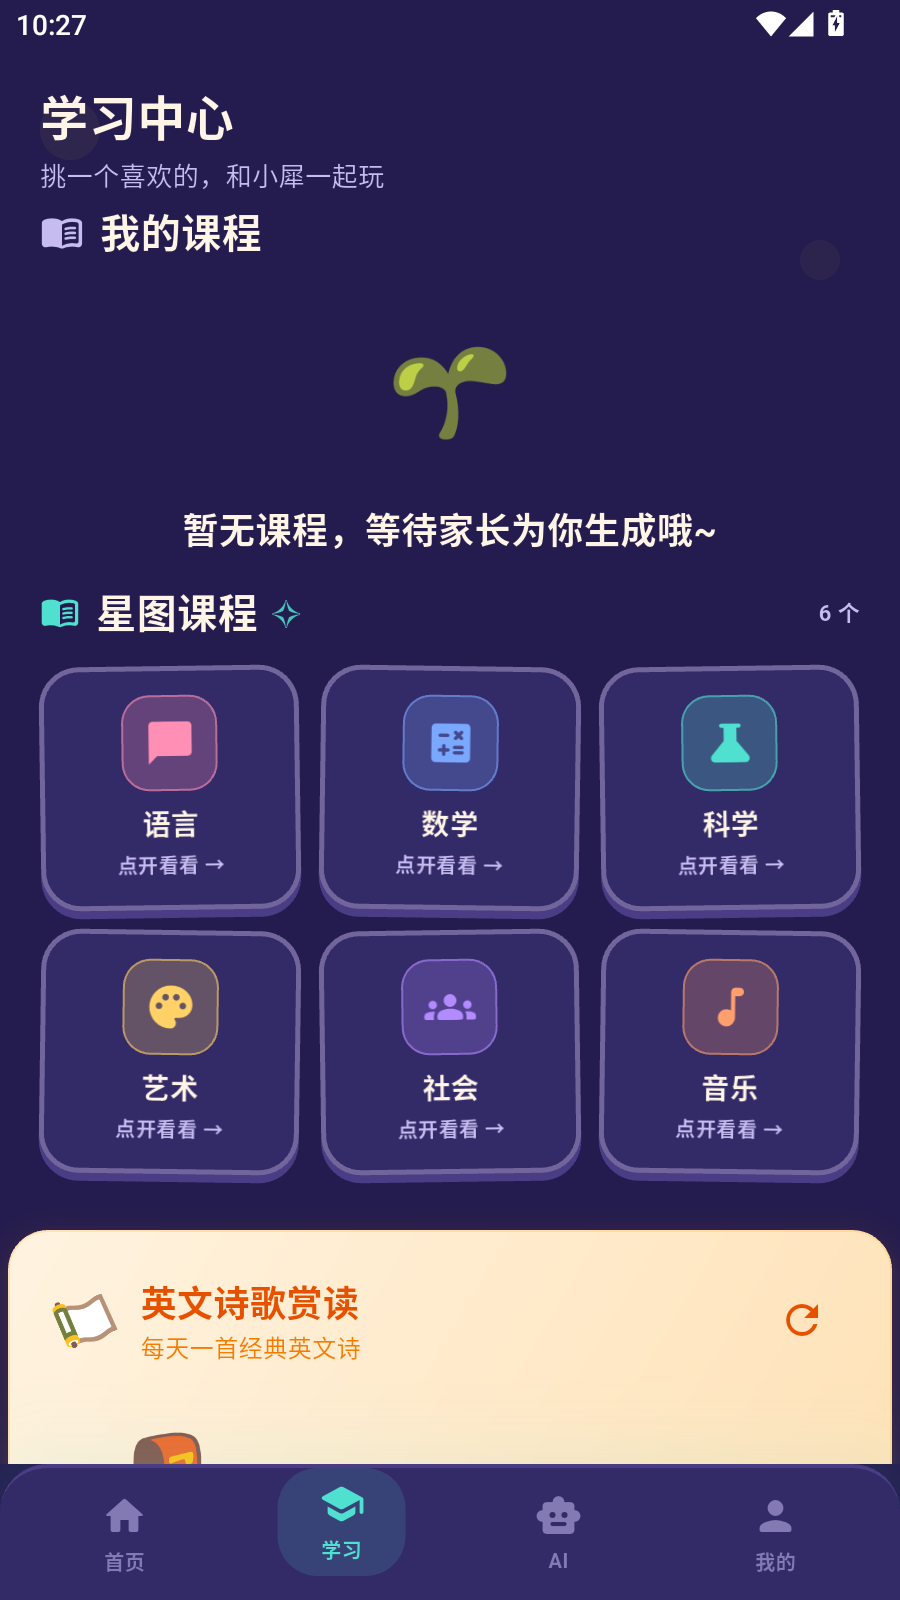 10:27
学习中心
挑一个喜欢的，和小犀一起玩
我的课程
暂无课程，等待家长为你生成哦~
星图课程
6 个
语言
点开看看 →
数学
点开看看 →
科学
点开看看 →
艺术
点开看看 →
社会
点开看看 →
音乐
点开看看 →
英文诗歌赏读
每天一首经典英文诗
首页
学习
AI
我的